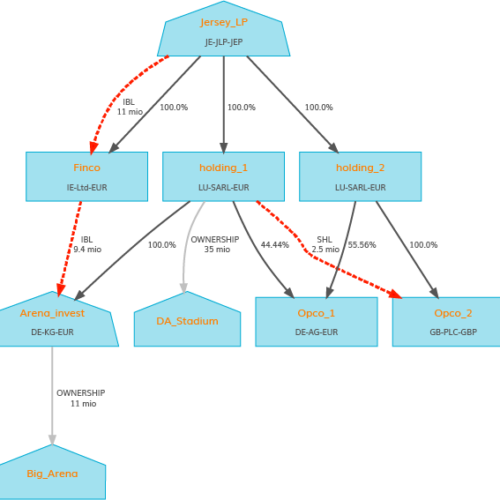 Jersey_LP
JE-JLP-JEP
IBL
11 mio
100.0%
100.0%
100.0%
Finco
IE-Ltd-EUR
holding_1
LU-SARL-EUR
holding_2
LU-SARL-EUR
IBL
9.4 mio
100.0%
OWNERSHIP
35 mio
44.44%
SHL
2.5 mio
55.56%
100.0%
Arena_invest
DE-KG-EUR
DA_Stadium
Opco_1
DE-AG-EUR
Opco_2
GB-PLC-GBP
OWNERSHIP
11 mio
Big_Arena